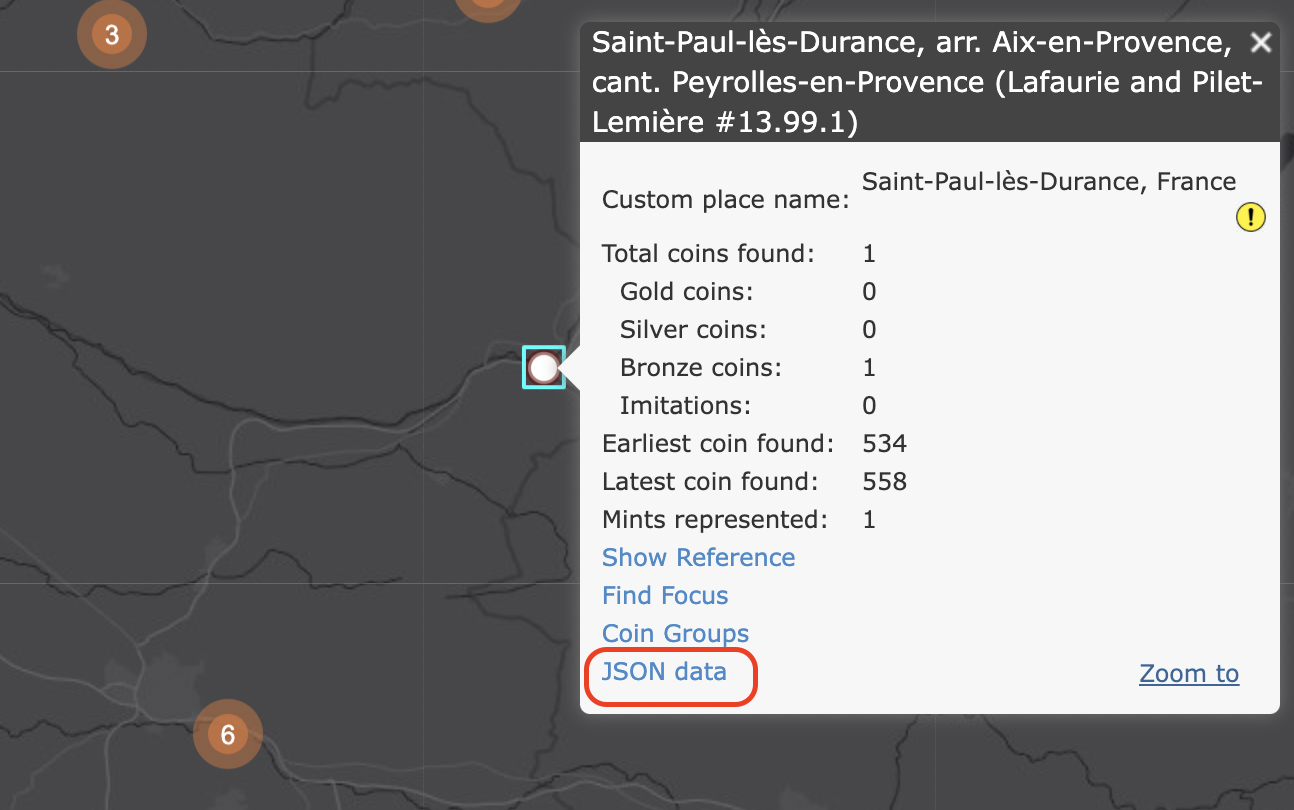 3
Saint-Paul-lès-Durance, arr. Aix-en-Provence,
cant. Peyrolles-en-Provence (Lafaurie and Pilet-
Lemière #13.99.1)
Custom place name: Saint-Paul-lès-Durance, France
Total coins found: 1
Gold coins: 0
Silver coins: 0
Bronze coins: 1
Imitations: 0
Earliest coin found: 534
Latest coin found: 558
Mints represented: 1
Show Reference
Find Focus
Coin Groups
JSON data Zoom to
6